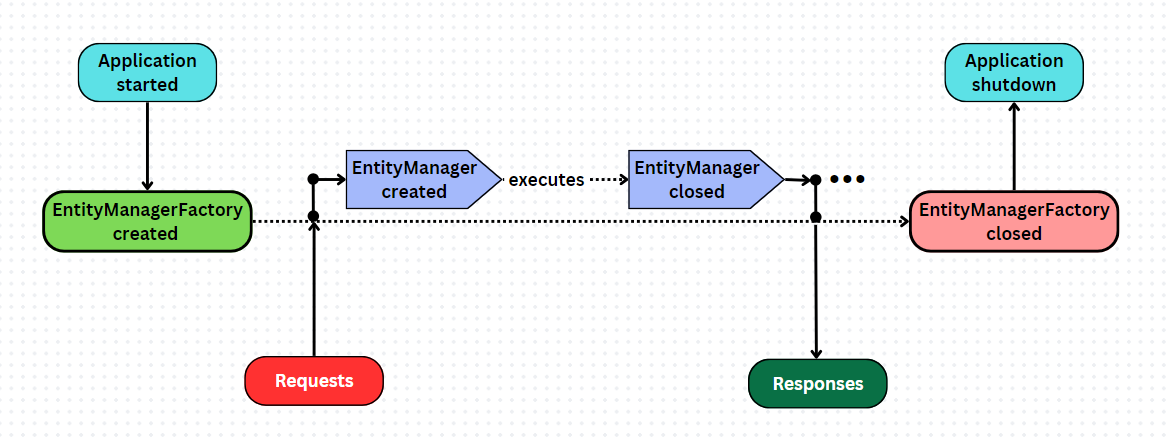 Application
started
Application
shutdown
EntityManager
created
executes
EntityManager
closed
•••
EntityManagerFactory
created
EntityManagerFactory
closed
Requests
Responses